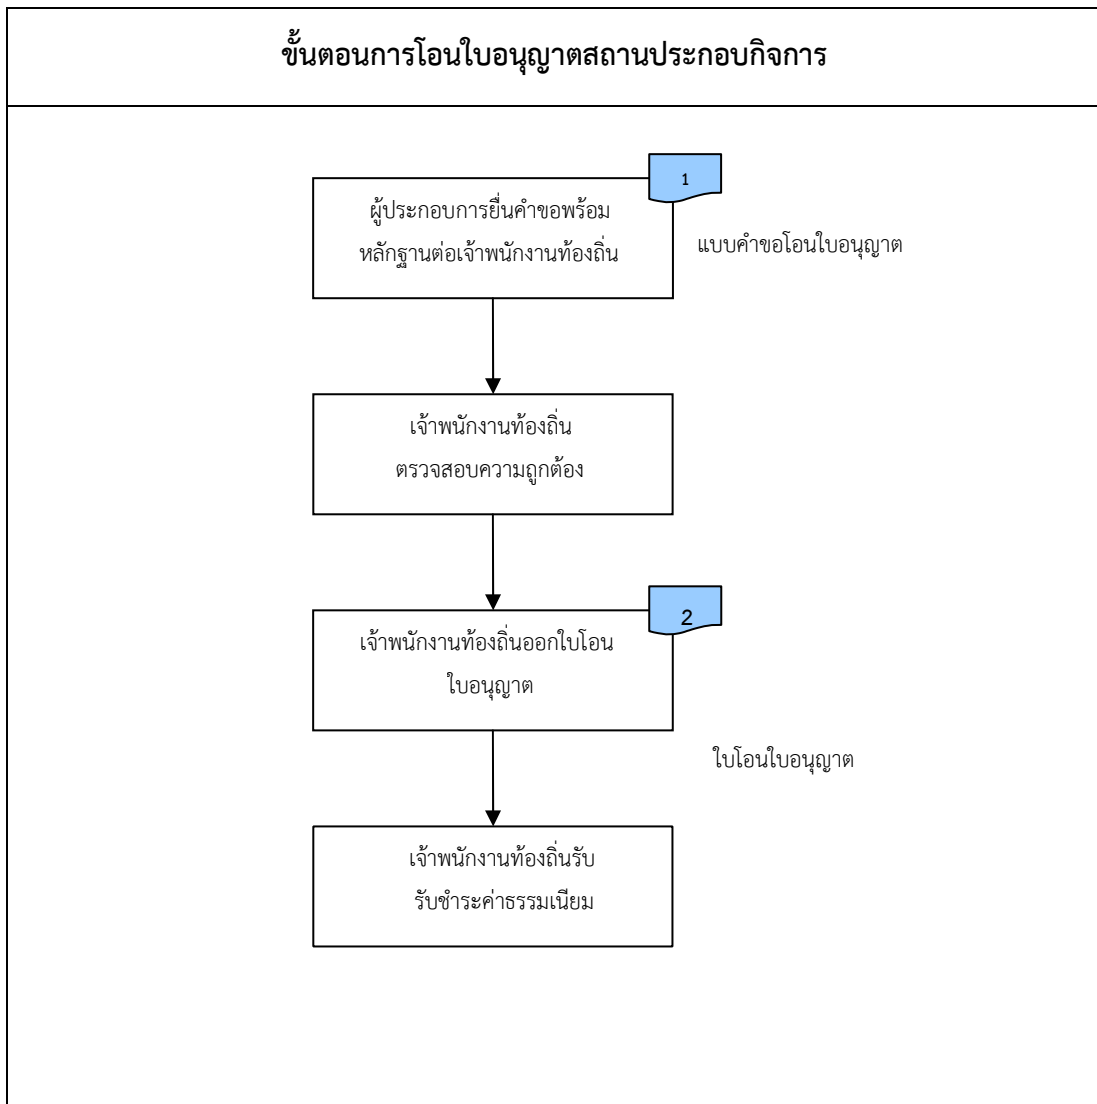 ขั้นตอนการโอนใบอนุญาตสถานประกอบกิจการ
1
ผู้ประกอบการยื่นคำขอพร้อม
หลักฐานต่อเจ้าพนักงานท้องถิ่น
แบบคำขอโอนใบอนุญาต
เจ้าพนักงานท้องถิ่น
ตรวจสอบความถูกต้อง
2
เจ้าพนักงานท้องถิ่นออกใบโอน
ใบอนุญาต
ใบโอนใบอนุญาต
เจ้าพนักงานท้องถิ่นรับ
รับชำระค่าธรรมเนียม